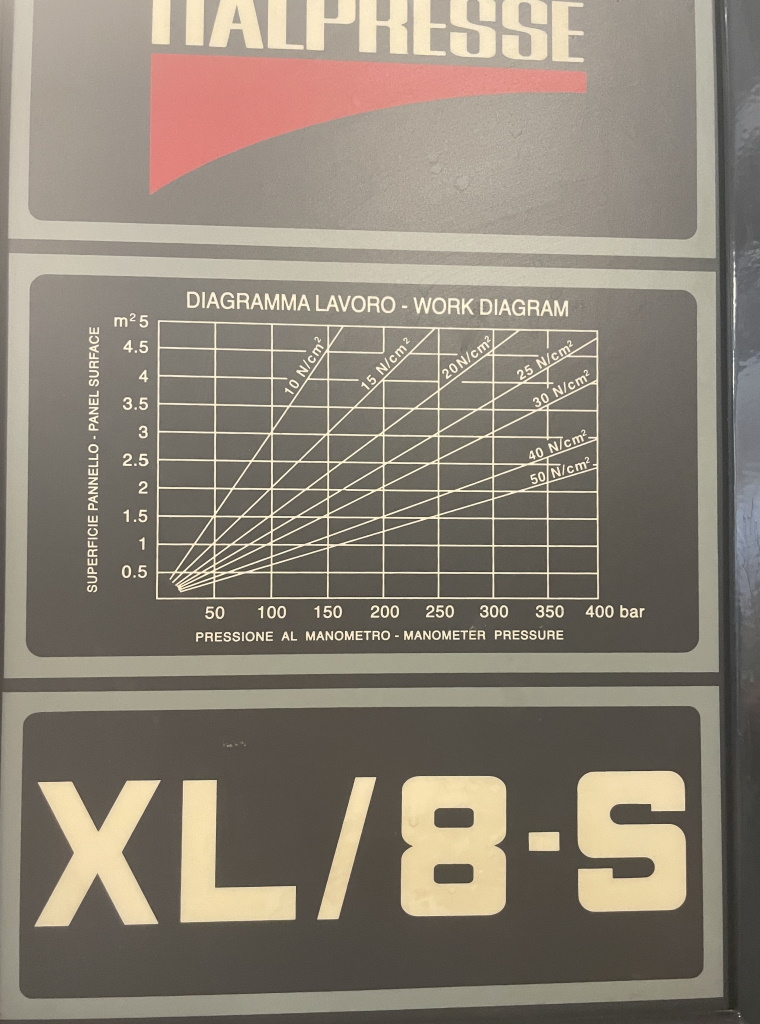 ITALPRESSE
DIAGRAMMA LAVORO - WORK DIAGRAM
m² 5
4.5
4
3.5
3
2.5
2
1.5
1
0.5
SUPERFICIE PANNELLO - PANEL SURFACE
10 N/cm²
15 N/cm²
20N/cm²
25 N/cm²
30 N/cm²
40 N/cm²
50 N/cm²
50 100 150 200 250 300 350 400 bar
PRESSIONE AL MANOMETRO - MANOMETER PRESSURE
XL/8-S